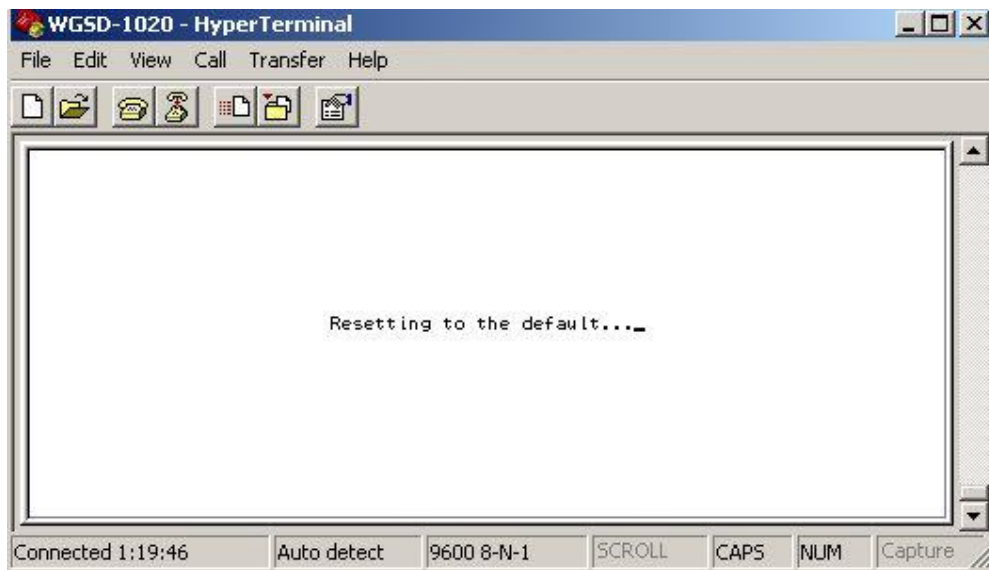 WGSD-1020 - HyperTerminal
File Edit View Call Transfer Help
Resetting to the default..._
Connected 1:19:46 Auto detect 9600 8-N-1 SCROLL CAPS NUM Capture